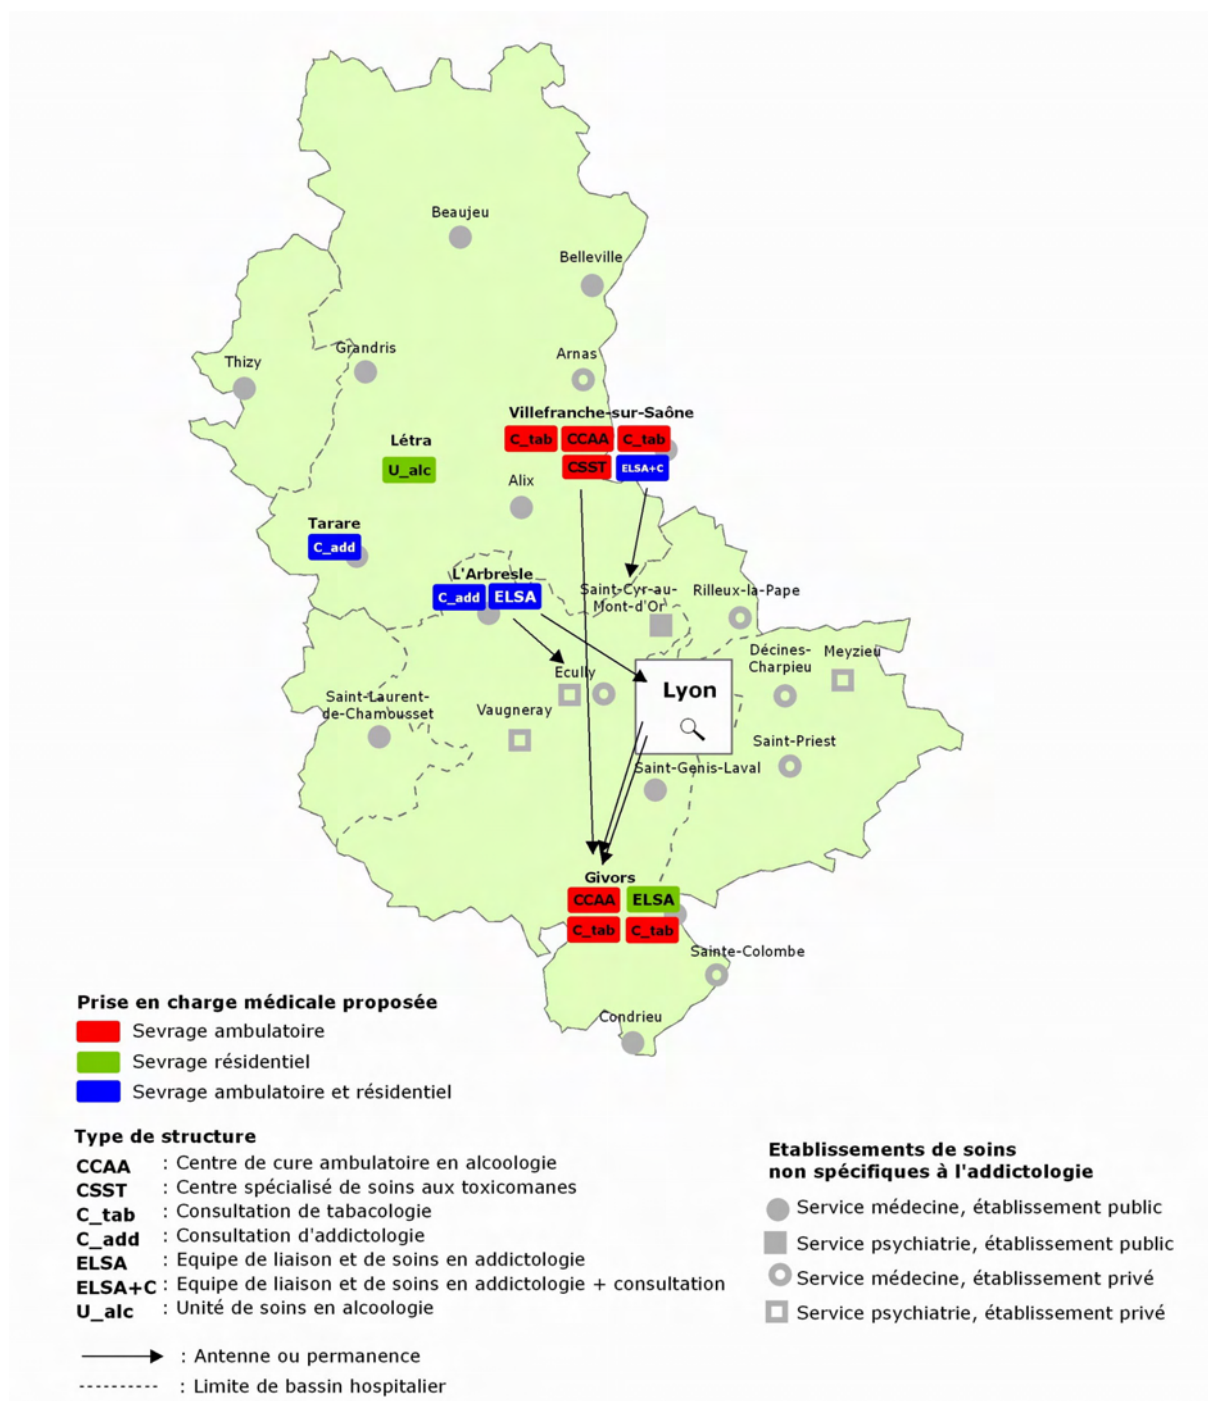 Beaujeu
Belleville
Arnas
Grandris
Thizy
Villefranche-sur-Saône
C_tab CCAA C_tab
CSST ELSA+C
Létra
U_alc
Alix
Tarare
C_add
L'Arbresle
C_add ELSA
Saint-Cyr-au-
Mont-d'Or
Rilleux-la-Pape
Décines-
Charpieu
Meyzieu
Ecully
Lyon
Saint-Laurent-
de-Chamousset
Vaugneray
Saint-Priest
Saint-Genis-Laval
Givors
CCAA ELSA
C_tab C_tab
Sainte-Colombe
Condrieu
Prise en charge médicale proposée
Sevrage ambulatoire
Sevrage résidentiel
Sevrage ambulatoire et résidentiel
Type de structure
CCAA : Centre de cure ambulatoire en alcoologie
CSST : Centre spécialisé de soins aux toxicomanes
C_tab : Consultation de tabacologie
C_add : Consultation d'addictologie
ELSA : Equipe de liaison et de soins en addictologie
ELSA+C : Equipe de liaison et de soins en addictologie + consultation
U_alc : Unité de soins en alcoologie
: Antenne ou permanence
: Limite de bassin hospitalier
Etablissements de soins
non spécifiques à l'addictologie
Service médecine, établissement public
Service psychiatrie, établissement public
Service médecine, établissement privé
Service psychiatrie, établissement privé